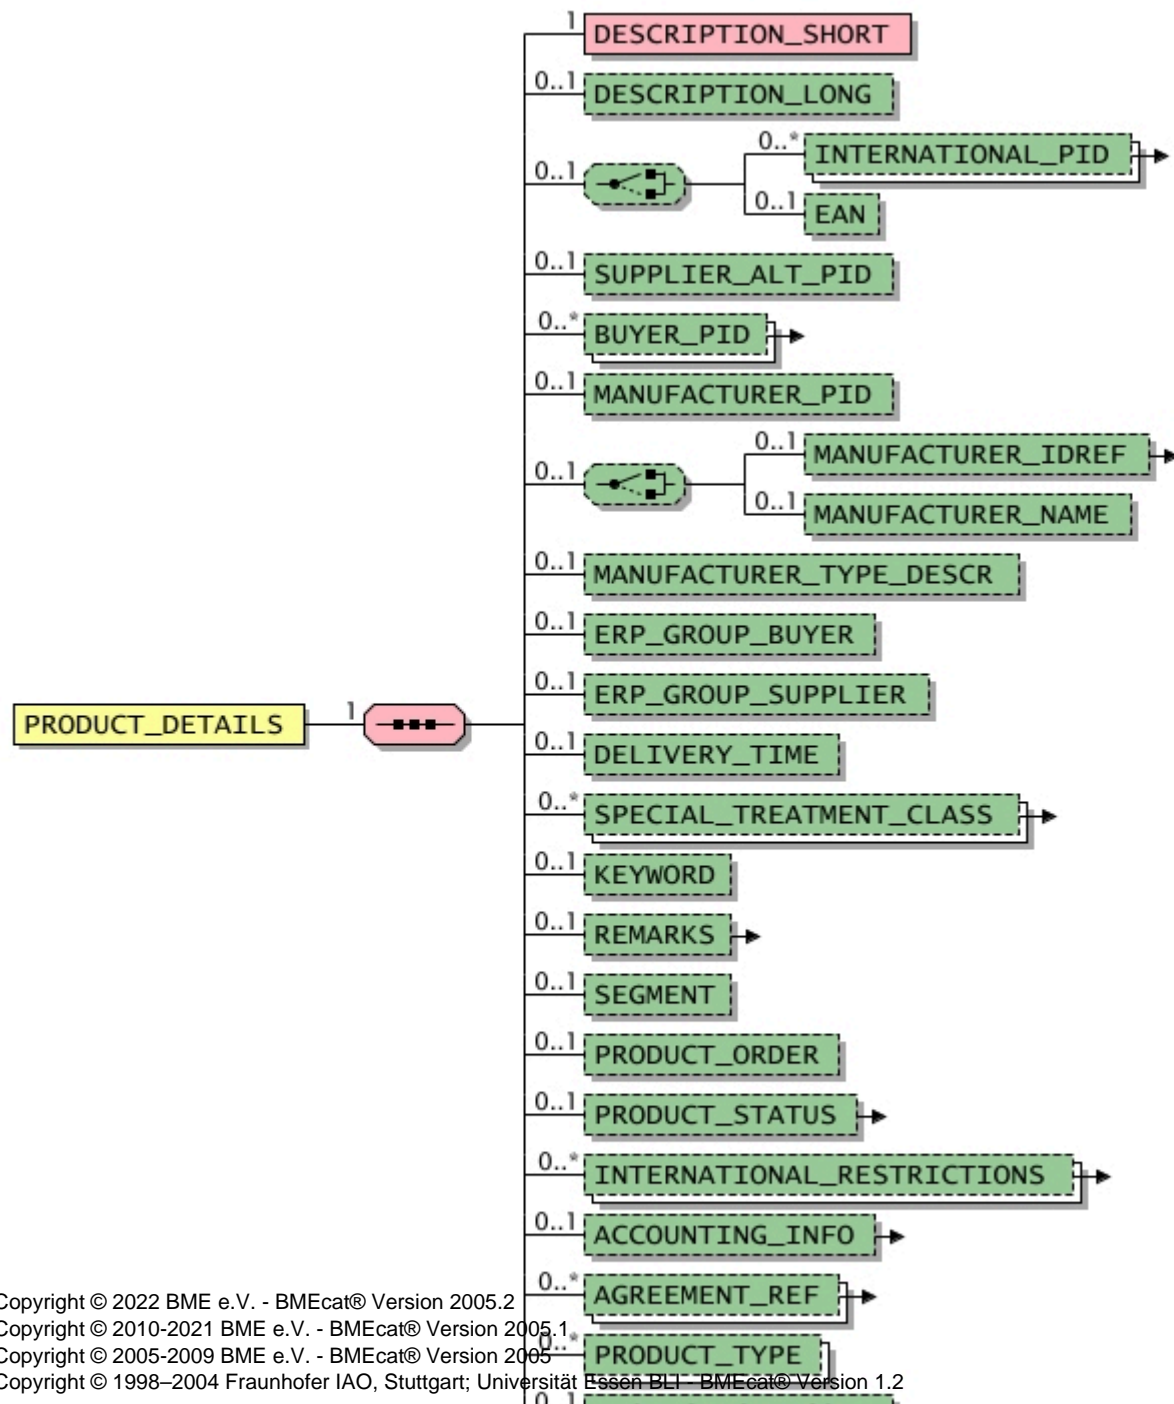 1
DESCRIPTION_SHORT
0..1
DESCRIPTION_LONG
0..*
INTERNATIONAL_PID
0..1
0..1
EAN
0..1
SUPPLIER_ALT_PID
0..*
BUYER_PID
0..1
MANUFACTURER_PID
0..1
MANUFACTURER_IDREF
0..1
0..1
MANUFACTURER_NAME
0..1
MANUFACTURER_TYPE_DESCR
0..1
ERP_GROUP_BUYER
0..1
ERP_GROUP_SUPPLIER
PRODUCT_DETAILS
1
0..1
DELIVERY_TIME
0..*
SPECIAL_TREATMENT_CLASS
0..1
KEYWORD
0..1
REMARKS
0..1
SEGMENT
0..1
PRODUCT_ORDER
0..1
PRODUCT_STATUS
0..*
INTERNATIONAL_RESTRICTIONS
0..1
ACCOUNTING_INFO
0..*
AGREEMENT_REF
Copyright © 2022 BME e.V. - BMEcat® Version 2005.2
Copyright © 2010-2021 BME e.V. - BMEcat® Version 2005.1
0..*
PRODUCT_TYPE
Copyright © 2005-2009 BME e.V. - BMEcat® Version 2005
Copyright © 1998–2004 Fraunhofer IAO, Stuttgart; Universität Essen BLI - BMEcat® Version 1.2
0..1